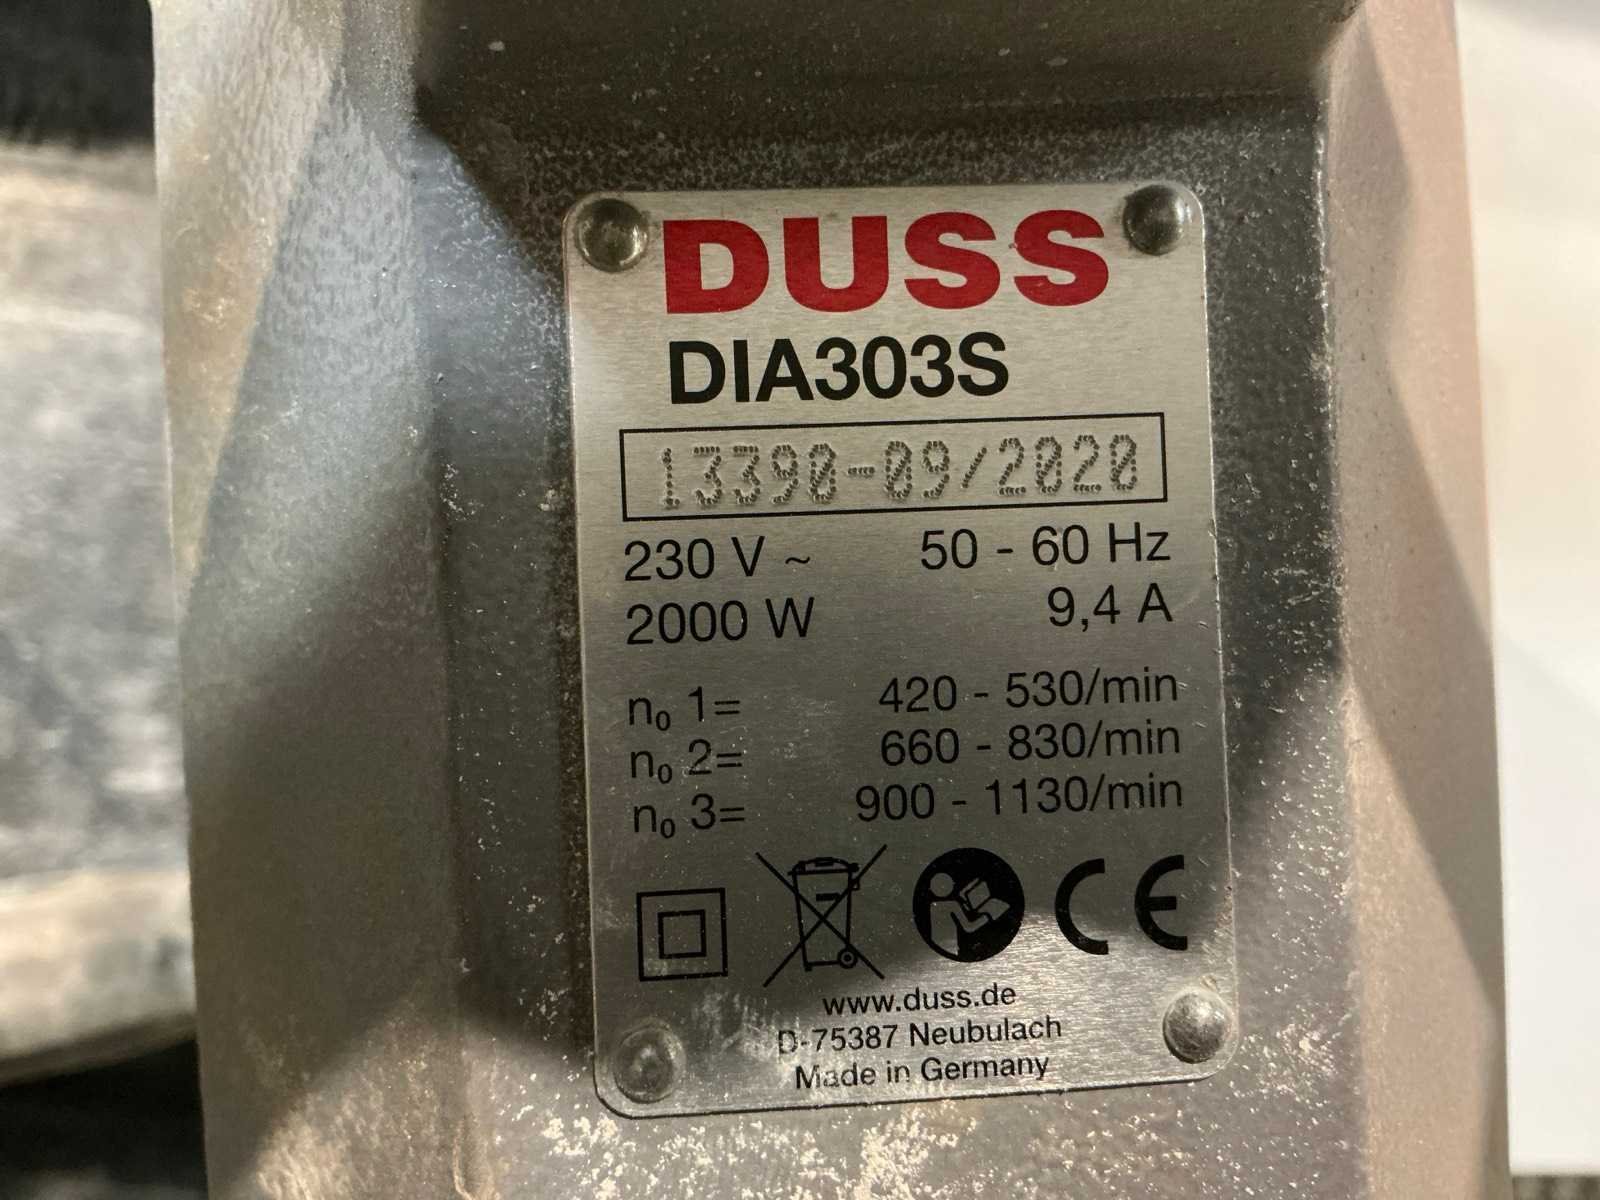 DUSS
DIA303S
13390-09/2020
230 V ~ 50 - 60 Hz
2000 W 9,4 A
n₀ 1= 420 - 530/min
n₀ 2= 660 - 830/min
n₀ 3= 900 - 1130/min
CE
www.duss.de
D-75387 Neubulach
Made in Germany